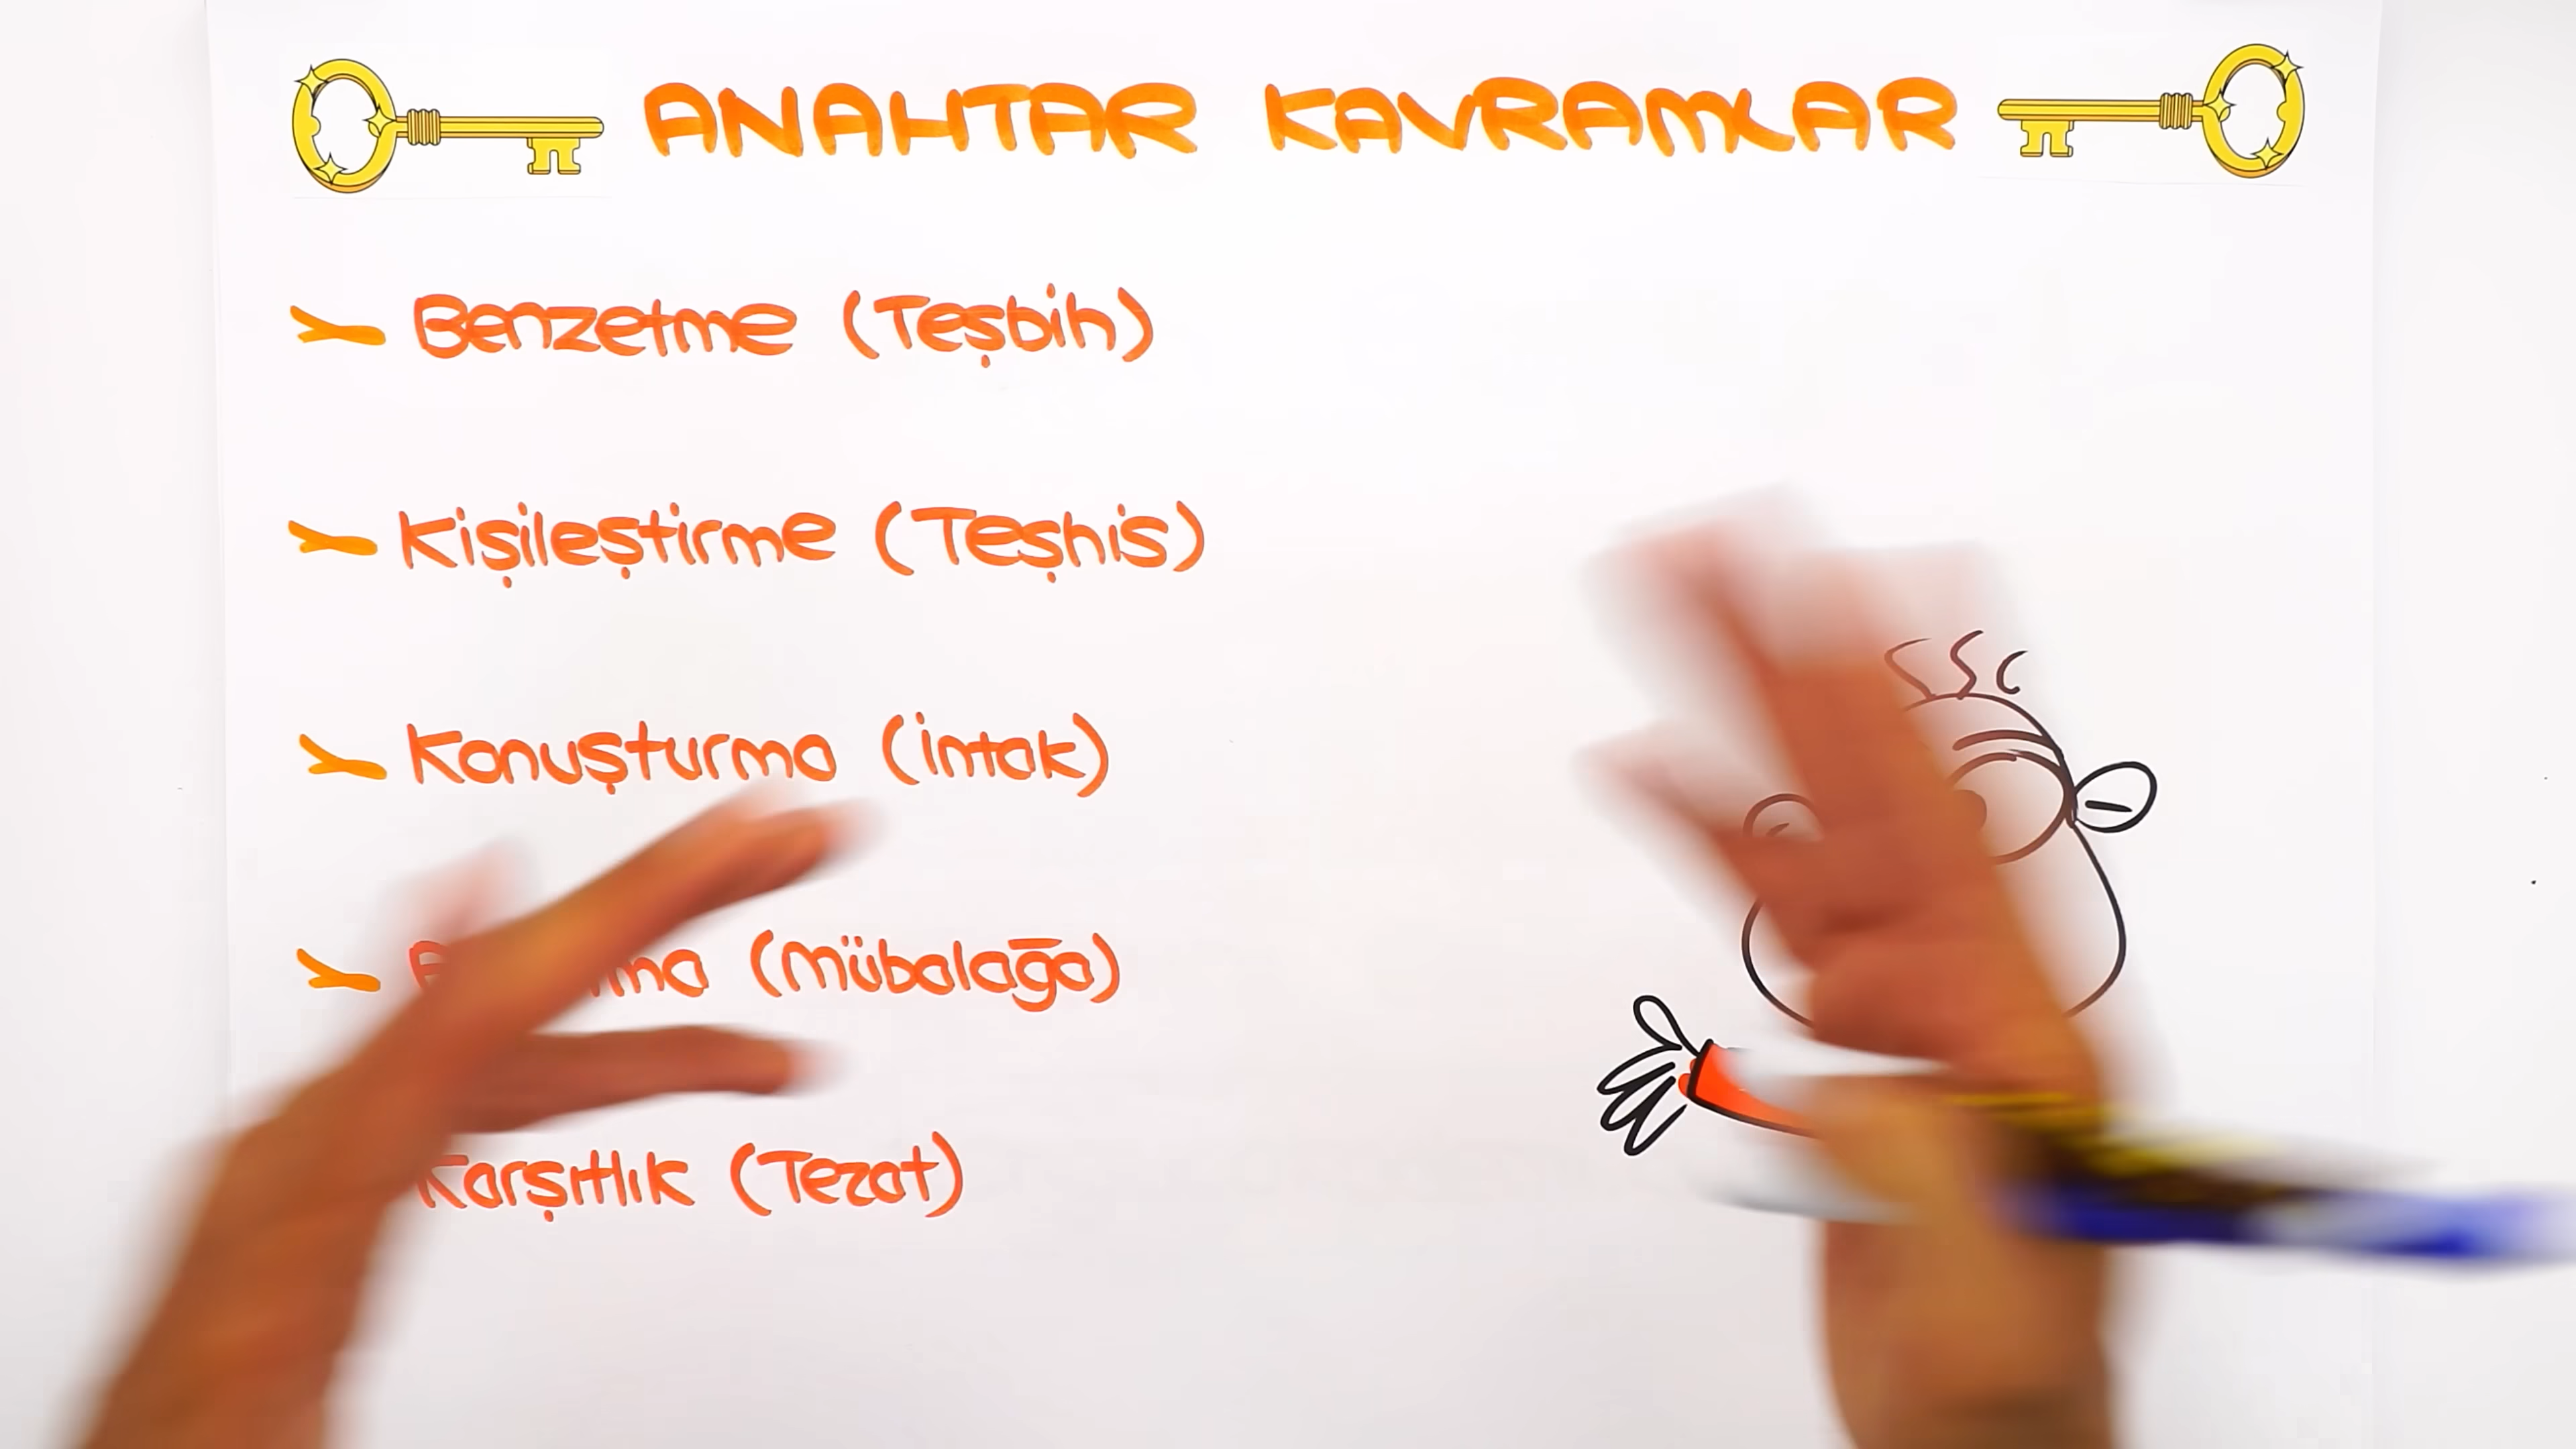 ANAHTAR KAVRAMLAR
Benzetme (Teşbih)
Kişileştirme (Teşhis)
Konuşturma (İntak)
(Mübalağa)
Karşıtlık (Tezat)